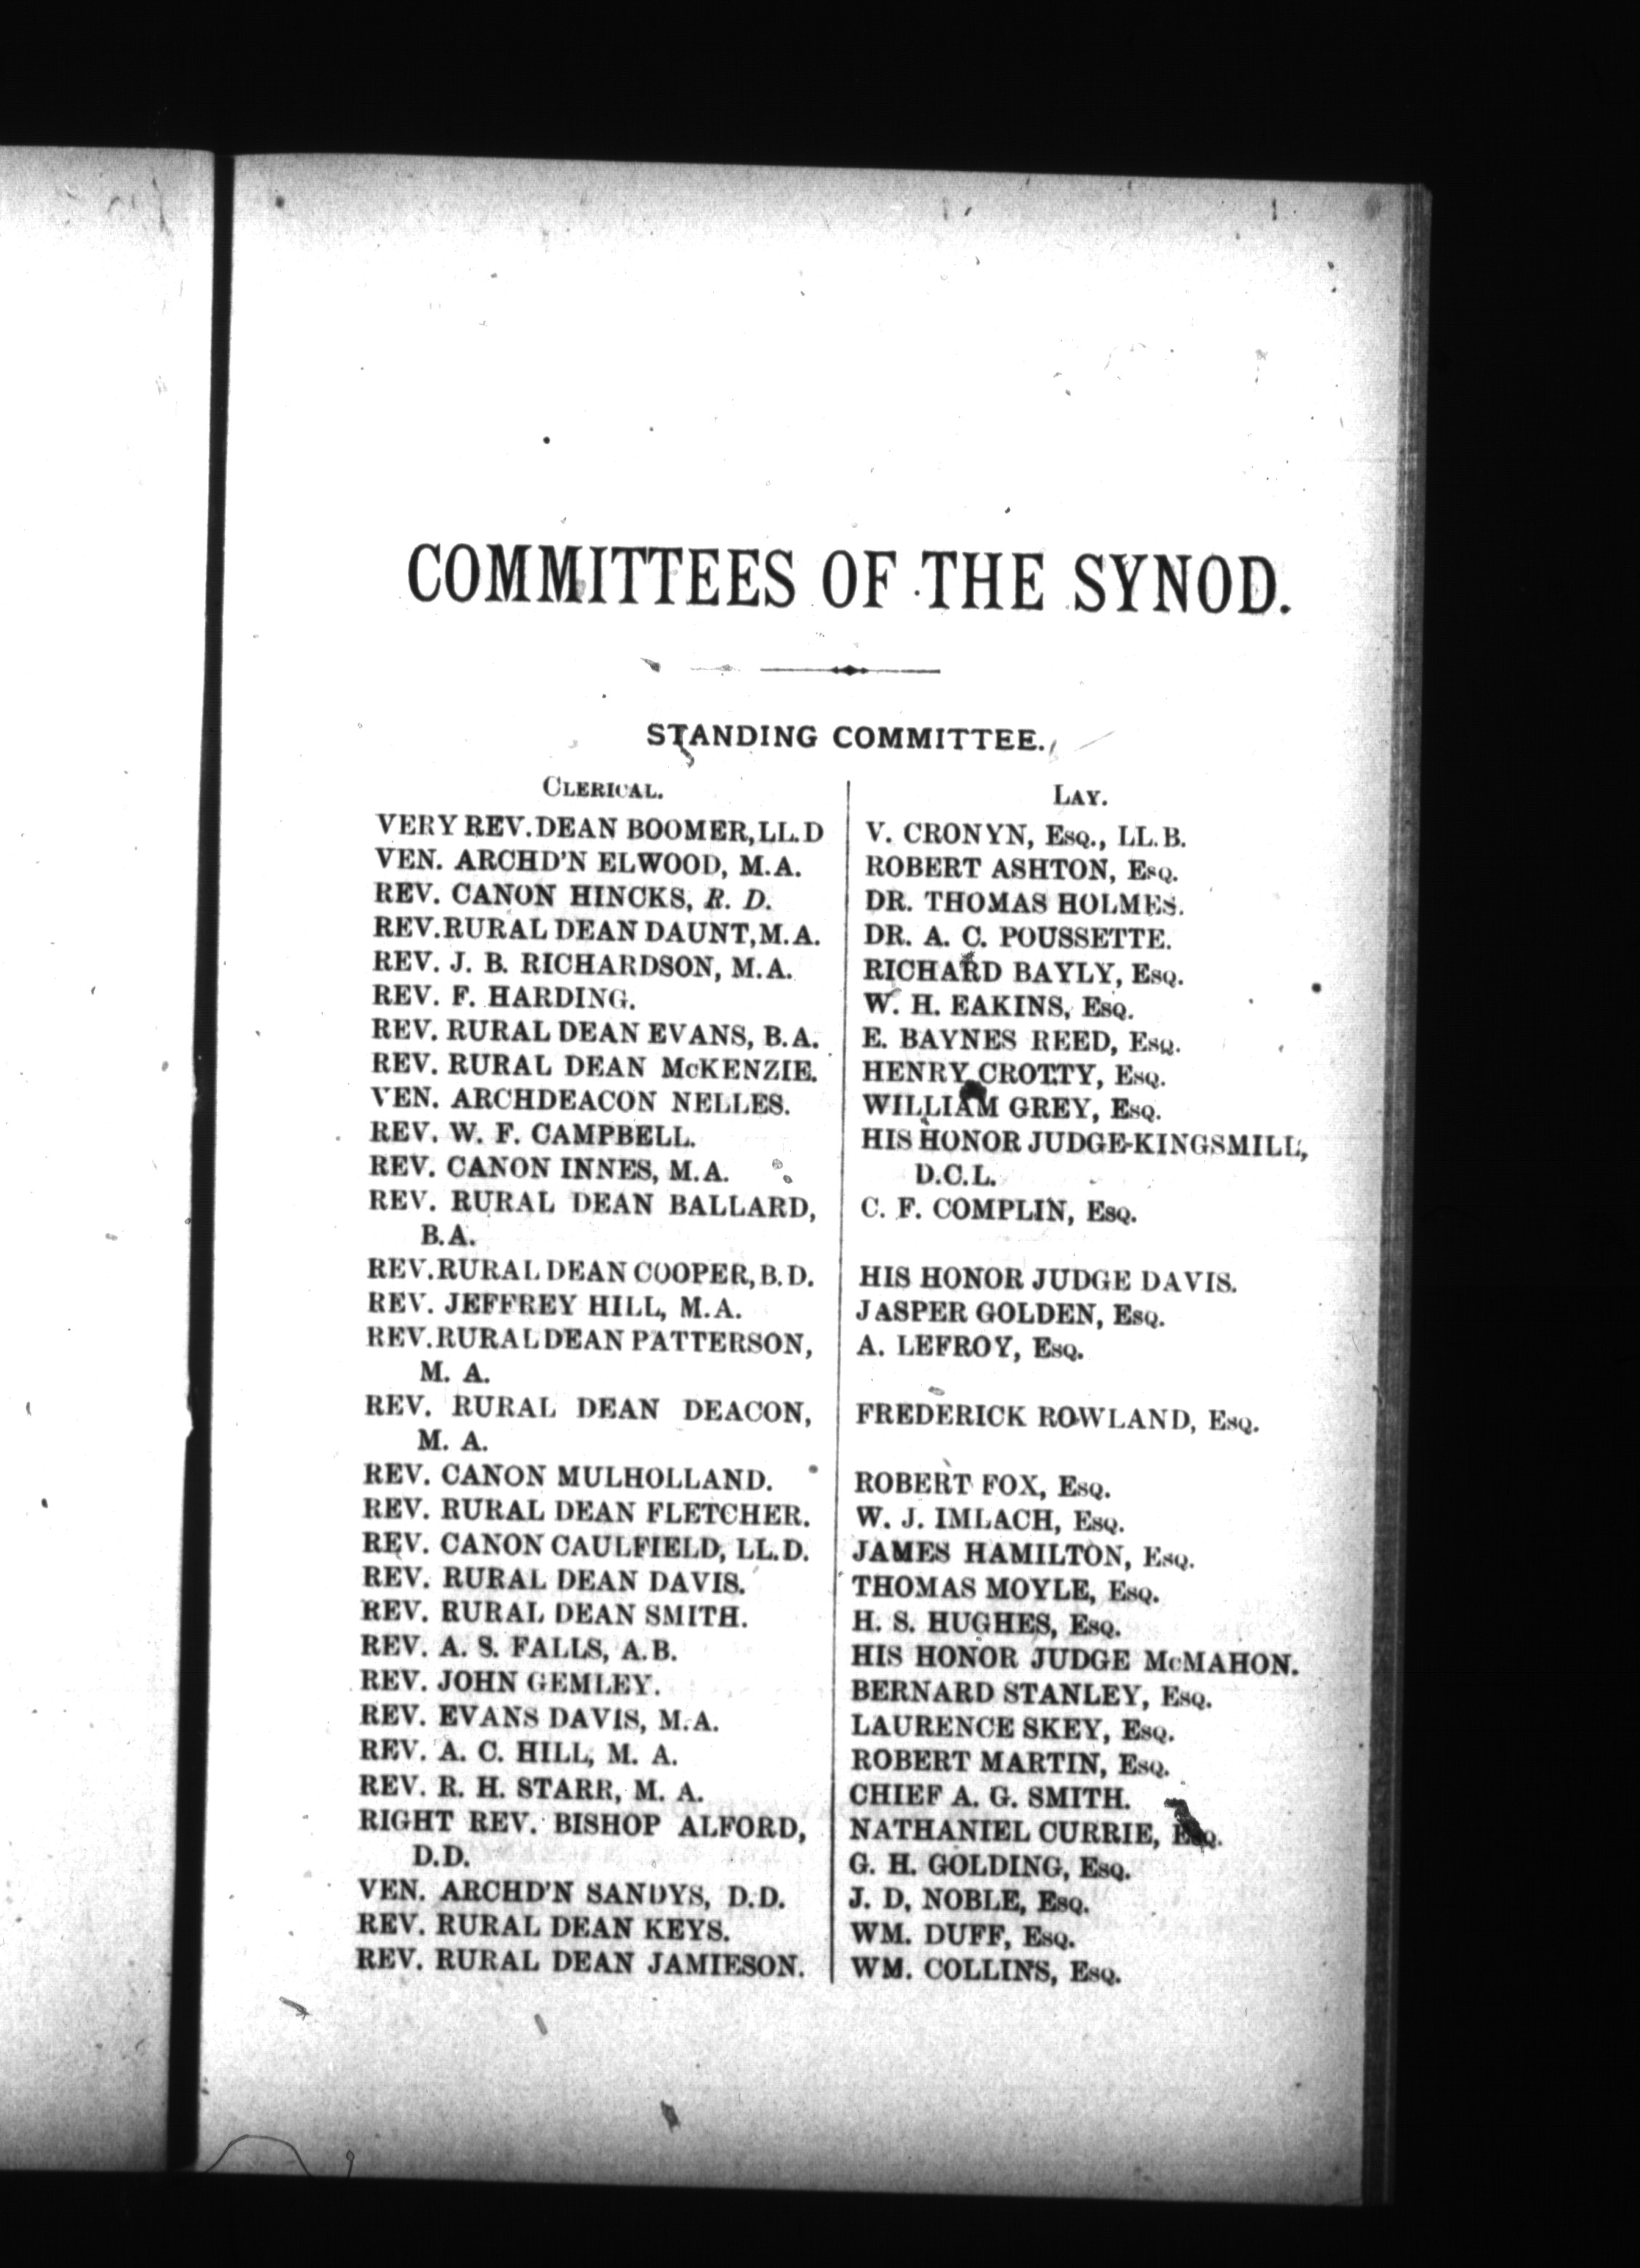 COMMITTEES OF THE SYNOD.
STANDING COMMITTEE.
CLERICAL.
VERY REV. DEAN BOOMER, LL.D
VEN. ARCHD'N ELWOOD, M.A.
REV. CANON HINCKS, R. D.
REV. RURAL DEAN DAUNT, M.A.
REV. J. B. RICHARDSON, M.A.
REV. F. HARDING.
REV. RURAL DEAN EVANS, B.A.
REV. RURAL DEAN McKENZIE.
VEN. ARCHDEACON NELLES.
REV. W. F. CAMPBELL.
REV. CANON INNES, M.A.
REV. RURAL DEAN BALLARD,
B.A.
REV. RURAL DEAN COOPER, B.D.
REV. JEFFREY HILL, M.A.
REV. RURAL DEAN PATTERSON,
M. A.
REV. RURAL DEAN DEACON,
M. A.
REV. CANON MULHOLLAND.
REV. RURAL DEAN FLETCHER.
REV. CANON CAULFIELD, LL.D.
REV. RURAL DEAN DAVIS.
REV. RURAL DEAN SMITH.
REV. A. S. FALLS, A.B.
REV. JOHN GEMLEY.
REV. EVANS DAVIS, M.A.
REV. A. C. HILL, M. A.
REV. R. H. STARR, M. A.
RIGHT REV. BISHOP ALFORD,
D.D.
VEN. ARCHD'N SANDYS, D.D.
REV. RURAL DEAN KEYS.
REV. RURAL DEAN JAMIESON.
LAY.
V. CRONYN, Esq., LL.B.
ROBERT ASHTON, Esq.
DR. THOMAS HOLMES.
DR. A. C. POUSSETTE.
RICHARD BAYLY, Esq.
W. H. EAKINS, Esq.
E. BAYNES REED, Esq.
HENRY CROTTY, Esq.
WILLIAM GREY, Esq.
HIS HONOR JUDGE KINGSMILL,
D.C.L.
C. F. COMPLIN, Esq.
HIS HONOR JUDGE DAVIS.
JASPER GOLDEN, Esq.
A. LEFROY, Esq.
FREDERICK ROWLAND, Esq.
ROBERT FOX, Esq.
W. J. IMLACH, Esq.
JAMES HAMILTON, Esq.
THOMAS MOYLE, Esq.
H. S. HUGHES, Esq.
HIS HONOR JUDGE McMAHON.
BERNARD STANLEY, Esq.
LAURENCE SKEY, Esq.
ROBERT MARTIN, Esq.
CHIEF A. G. SMITH.
NATHANIEL CURRIE, Esq.
G. H. GOLDING, Esq.
J. D. NOBLE, Esq.
WM. DUFF, Esq.
WM. COLLINS, Esq.